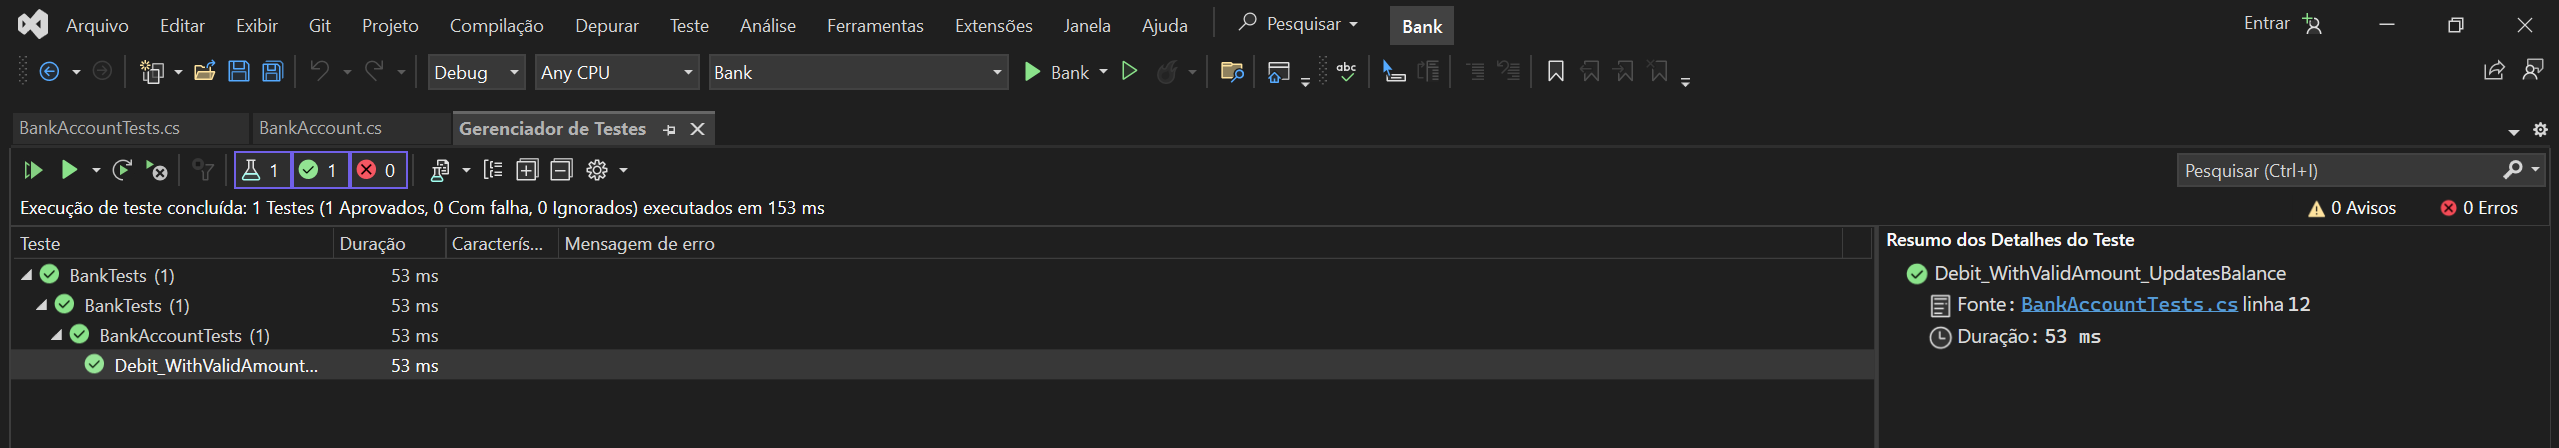 Arquivo Editar Exibir Git Projeto Compilação Depurar Teste Análise Ferramentas Extensões Janela Ajuda Pesquisar Bank Entrar
Debug Any CPU Bank Bank abc
BankAccountTests.cs BankAccount.cs Gerenciador de Testes
1 1 0 Pesquisar (Ctrl+I)
Execução de teste concluída: 1 Testes (1 Aprovados, 0 Com falha, 0 Ignorados) executados em 153 ms 0 Avisos 0 Erros
Teste Duração Caracterís... Mensagem de erro
BankTests (1) 53 ms
BankTests (1) 53 ms
BankAccountTests (1) 53 ms
Debit_WithValidAmount... 53 ms
Resumo dos Detalhes do Teste
Debit_WithValidAmount_UpdatesBalance
Fonte: BankAccountTests.cs linha 12
Duração: 53 ms